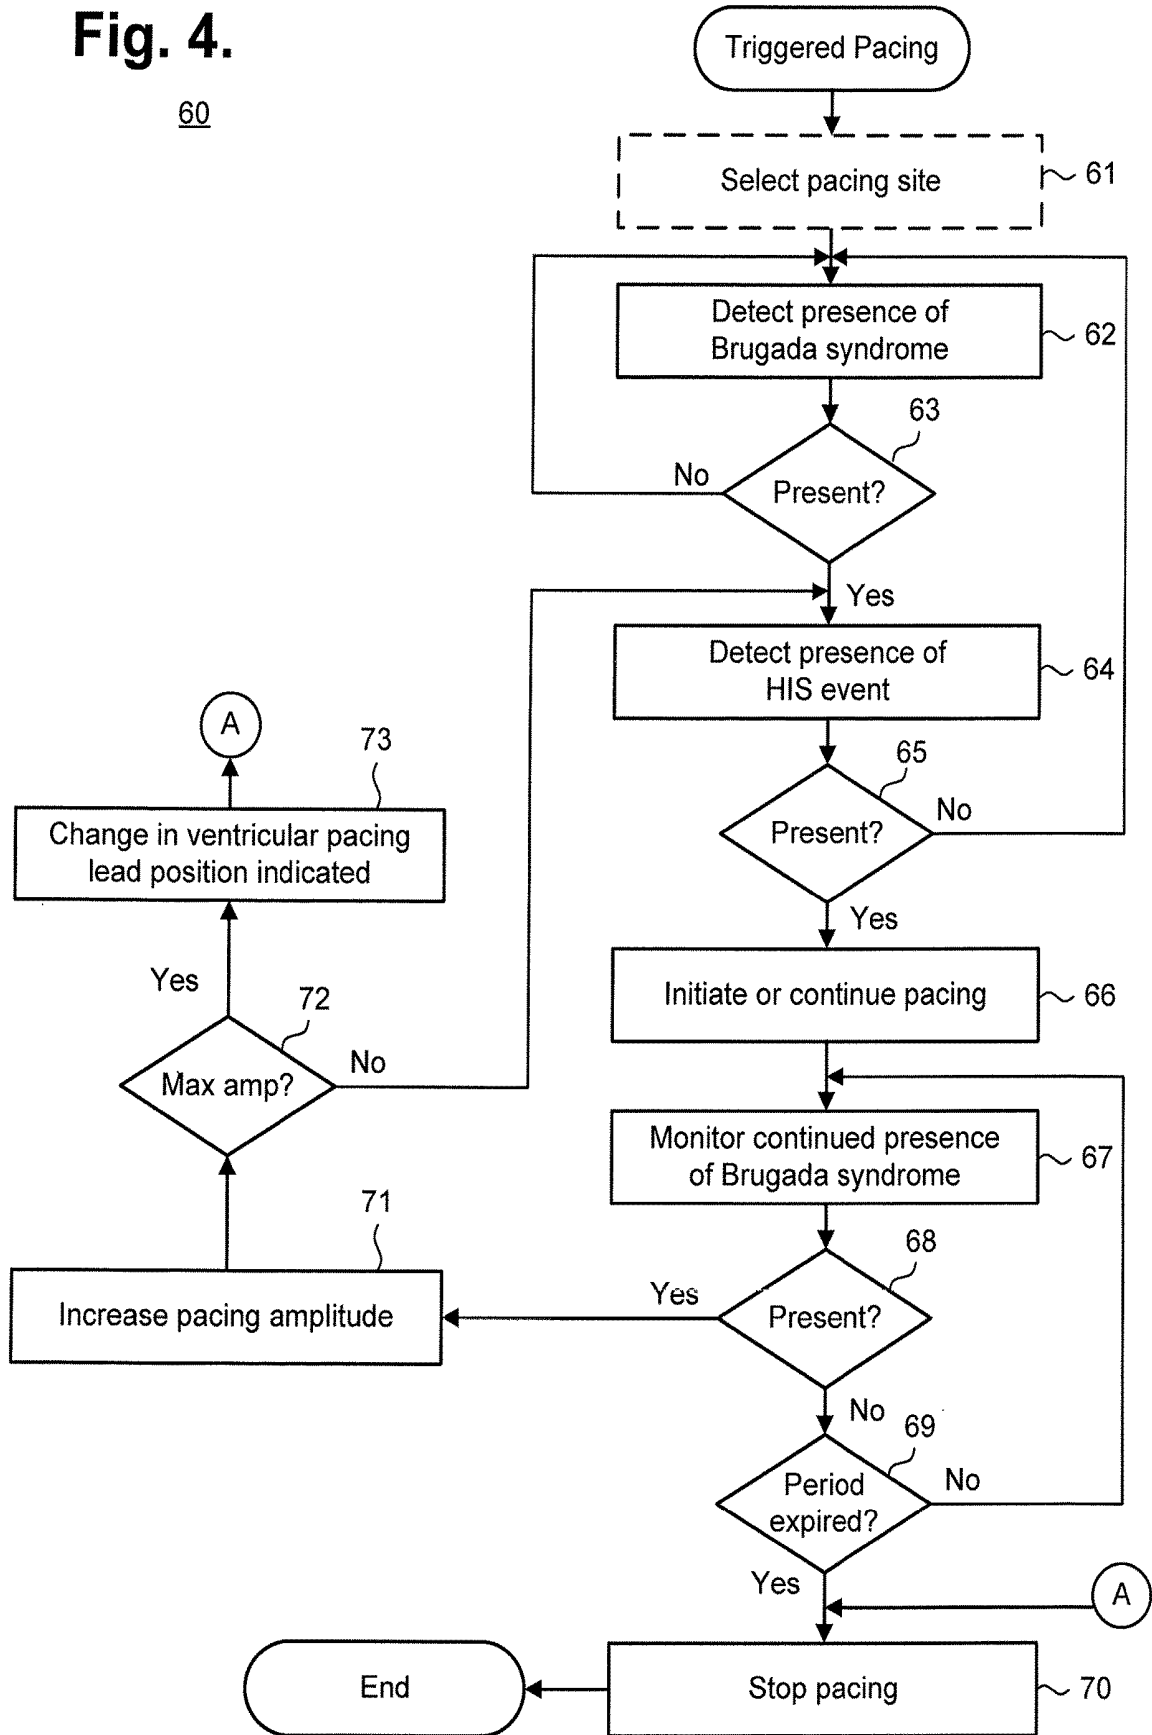 Fig. 4.
60
Triggered Pacing
Select pacing site
61
Detect presence of
Brugada syndrome
62
63
Present?
No
Yes
Detect presence of
HIS event
64
65
Present?
No
Yes
Initiate or continue pacing
66
Monitor continued presence
of Brugada syndrome
67
68
Present?
Yes
No
69
Period
expired?
No
Yes
A
Stop pacing
70
End
71
Increase pacing amplitude
72
Max amp?
No
Yes
73
Change in ventricular pacing
lead position indicated
A